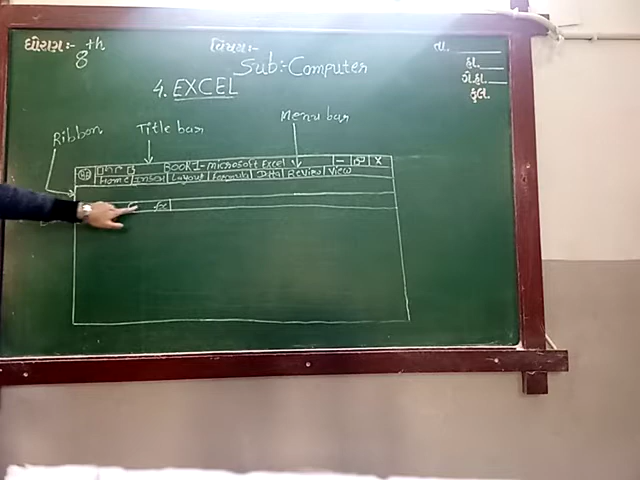 ધોરણ:- 8th
વિષય:-
Sub:- Computer
તા.
કા.
ગે.હા.
કુલ.
4. EXCEL
Ribbon
Title bar
Menu bar
BOOK1-Microsoft Excel - X
Home Insert Layout Formula Data Review View
fx